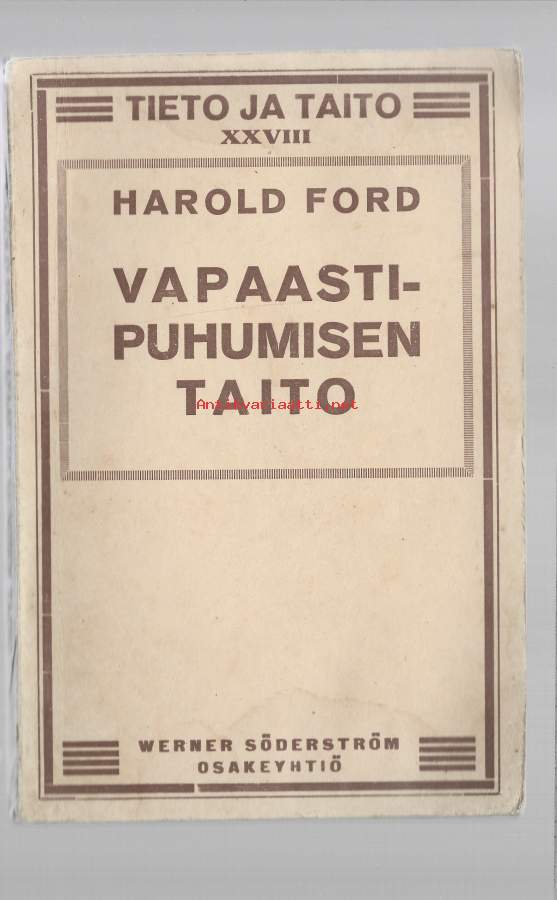 TIETO JA TAITO
XXVIII
HAROLD FORD
VAPAASTI-
PUHUMISEN
TAITO
Antikvariaatti.net
WERNER SÖDERSTRÖM
OSAKEYHTIÖ